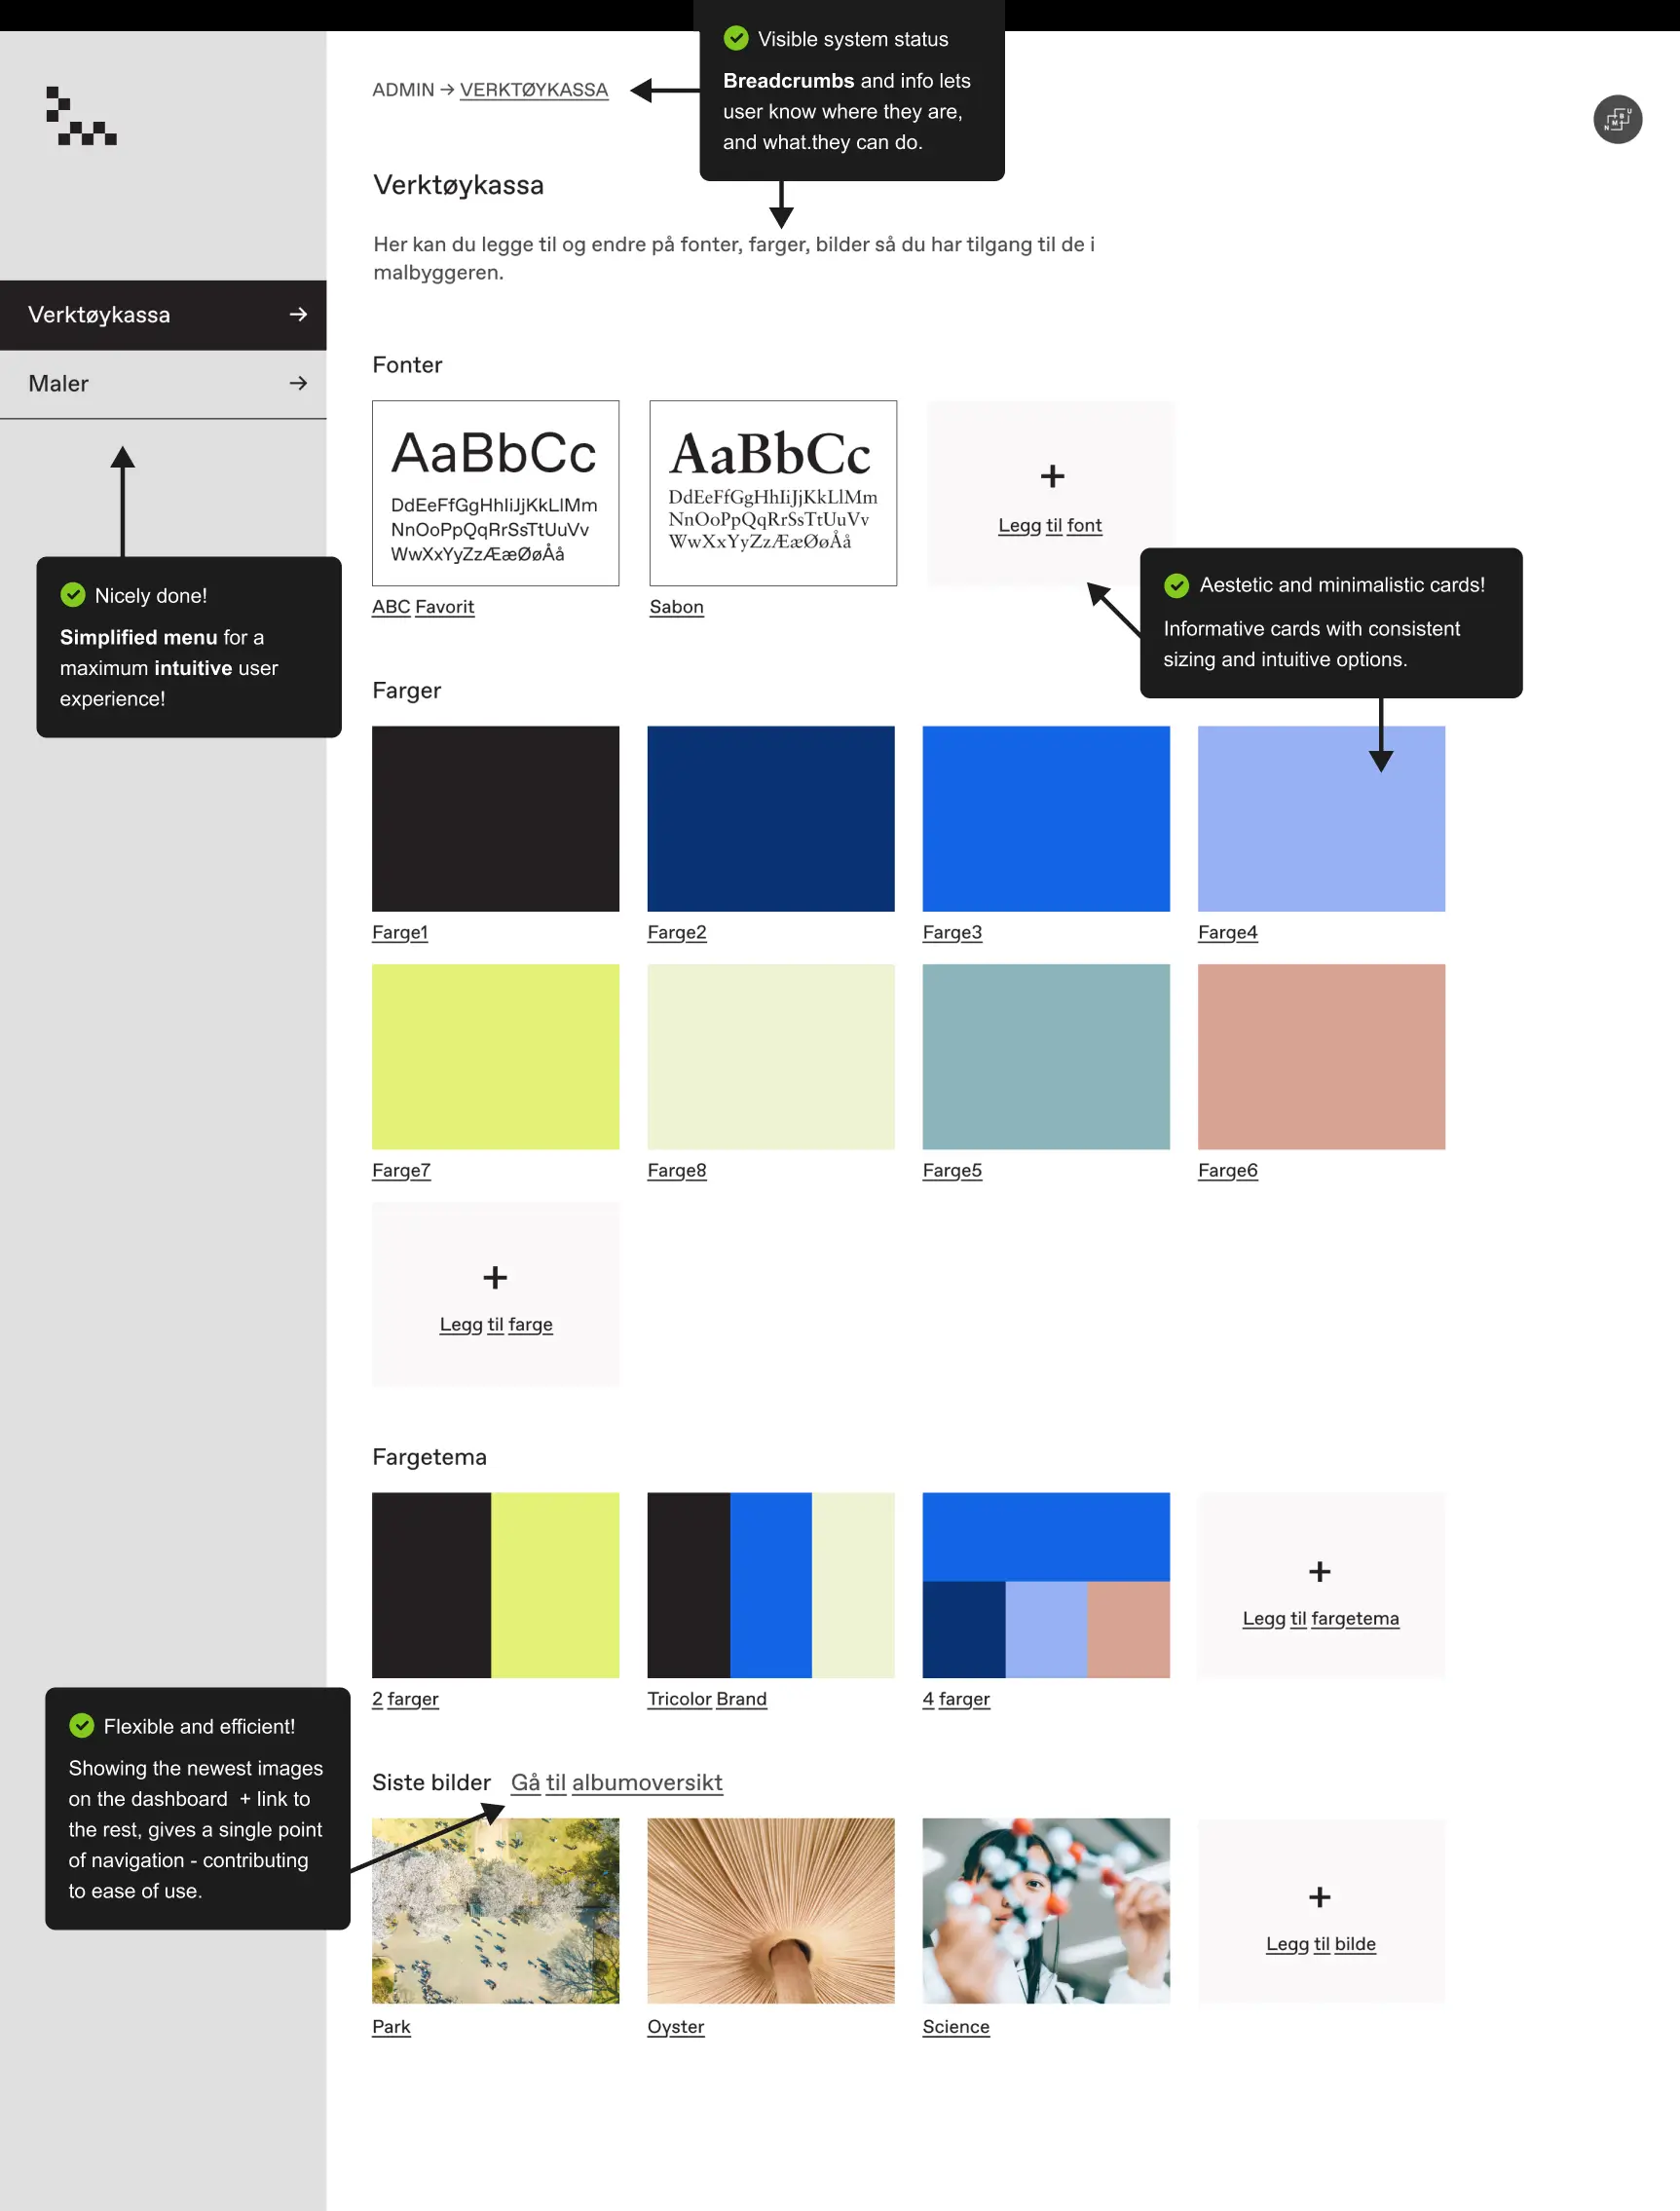 Visible system status
Breadcrumbs and info lets
user know where they are,
and what.they can do.
ADMIN → VERKTØYKASSA
N M B U
Verktøykassa
Her kan du legge til og endre på fonter, farger, bilder så du har tilgang til de i
malbyggeren.
Verktøykassa →
Maler →
Nicely done!
Simplified menu for a
maximum intuitive user
experience!
Fonter
AaBbCc
DdEeFfGgHhIiJjKkLlMm
NnOoPpQqRrSsTtUuVv
WwXxYyZzÆæØøÅå
ABC Favorit
AaBbCc
DdEeFfGgHhIiJjKkLlMm
NnOoPpQqRrSsTtUuVv
WwXxYyZzÆæØøÅå
Sabon
+
Legg til font
Aestetic and minimalistic cards!
Informative cards with consistent
sizing and intuitive options.
Farger
Farge1
Farge2
Farge3
Farge4
Farge7
Farge8
Farge5
Farge6
+
Legg til farge
Fargetema
2 farger
Tricolor Brand
4 farger
+
Legg til fargetema
Flexible and efficient!
Showing the newest images
on the dashboard + link to
the rest, gives a single point
of navigation - contributing
to ease of use.
Siste bilder Gå til albumoversikt
Park
Oyster
Science
+
Legg til bilde